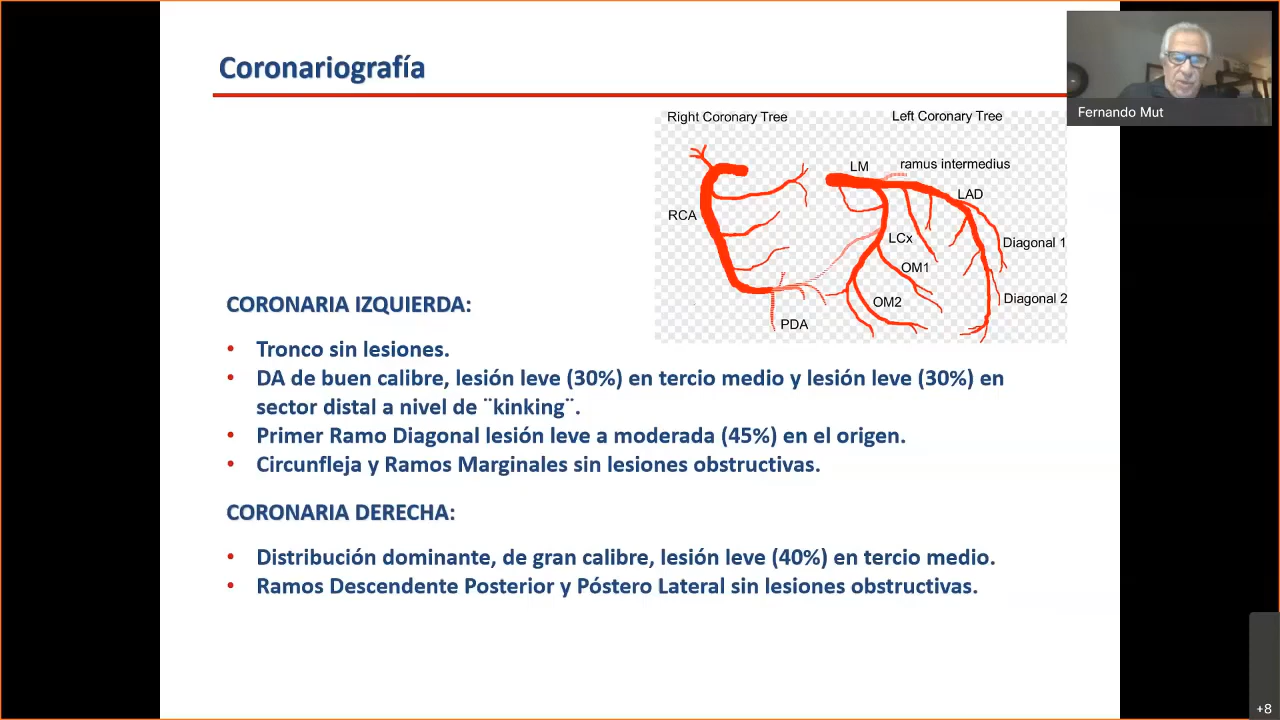 Coronariografía
Fernando Mut
Right Coronary Tree
Left Coronary Tree
LM
ramus intermedius
LAD
RCA
LCx
Diagonal 1
OM1
OM2
Diagonal 2
PDA
CORONARIA IZQUIERDA:
• Tronco sin lesiones.
• DA de buen calibre, lesión leve (30%) en tercio medio y lesión leve (30%) en
sector distal a nivel de ¨kinking¨.
• Primer Ramo Diagonal lesión leve a moderada (45%) en el origen.
• Circunfleja y Ramos Marginales sin lesiones obstructivas.
CORONARIA DERECHA:
• Distribución dominante, de gran calibre, lesión leve (40%) en tercio medio.
• Ramos Descendente Posterior y Póstero Lateral sin lesiones obstructivas.
+8